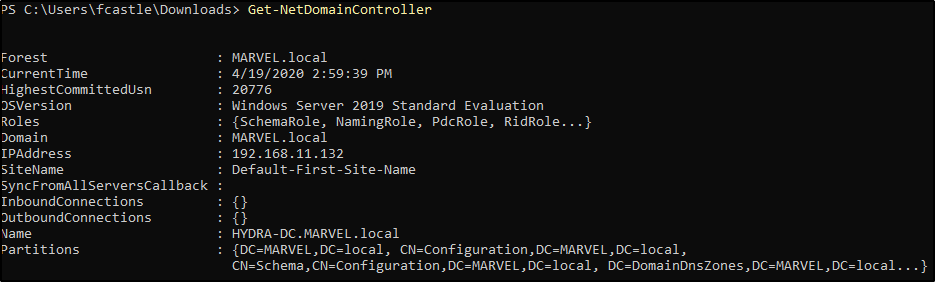 PS C:\Users\fcastle\Downloads> Get-NetDomainController
Forest : MARVEL.local
CurrentTime : 4/19/2020 2:59:39 PM
HighestCommittedUsn : 20776
OSVersion : Windows Server 2019 Standard Evaluation
Roles : {SchemaRole, NamingRole, PdcRole, RidRole...}
Domain : MARVEL.local
IPAddress : 192.168.11.132
SiteName : Default-First-Site-Name
SyncFromAllServersCallback :
InboundConnections : {}
OutboundConnections : {}
Name : HYDRA-DC.MARVEL.local
Partitions : {DC=MARVEL,DC=local, CN=Configuration,DC=MARVEL,DC=local,
CN=Schema,CN=Configuration,DC=MARVEL,DC=local, DC=DomainDnsZones,DC=MARVEL,DC=local...}